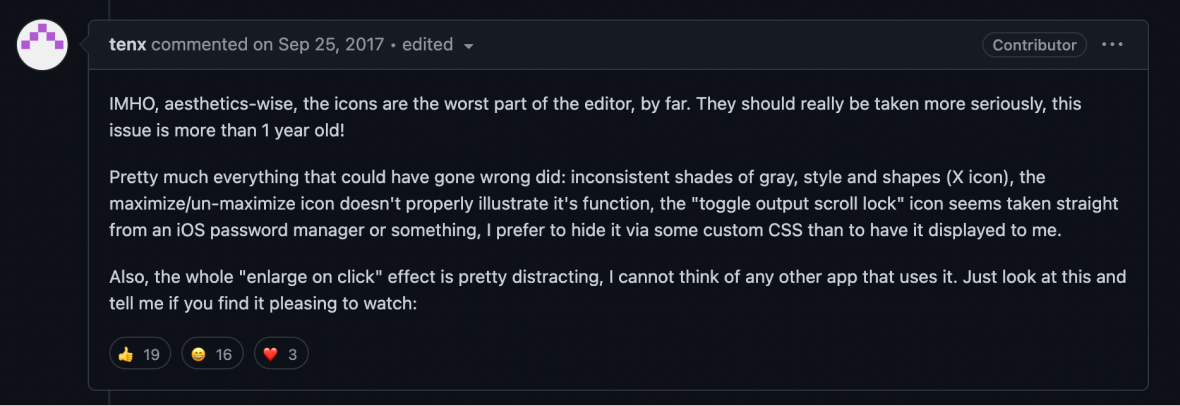 tenx commented on Sep 25, 2017 • edited
Contributor
IMHO, aesthetics-wise, the icons are the worst part of the editor, by far. They should really be taken more seriously, this
issue is more than 1 year old!
Pretty much everything that could have gone wrong did: inconsistent shades of gray, style and shapes (X icon), the
maximize/un-maximize icon doesn't properly illustrate it's function, the "toggle output scroll lock" icon seems taken straight
from an iOS password manager or something, I prefer to hide it via some custom CSS than to have it displayed to me.
Also, the whole "enlarge on click" effect is pretty distracting, I cannot think of any other app that uses it. Just look at this and
tell me if you find it pleasing to watch:
👍 19 😄 16 ❤️ 3